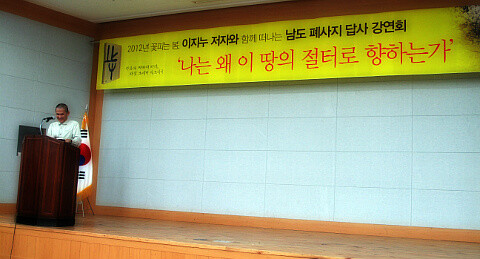 2012년 꽃피는 봄, 이지누 저자와 함께 떠나는 남도 폐사지 답사 강연회
'나는 왜 이 땅의 절터로 향하는가'